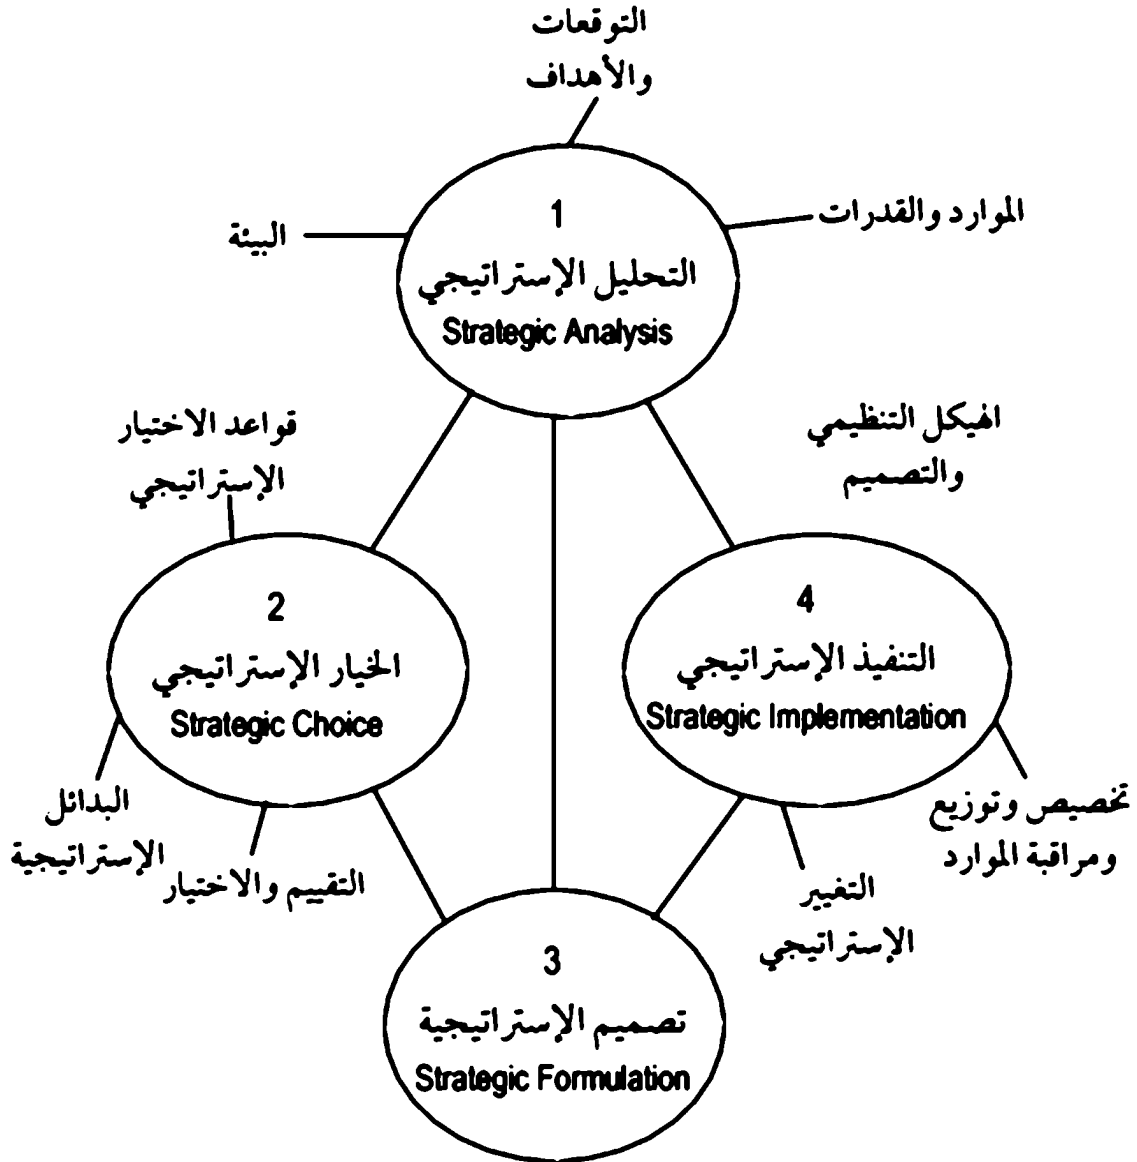 التوقعات
والأهداف
الموارد والقدرات
البيئة
1
التحليل الإستراتيجي
Strategic Analysis
قواعد الاختيار
الإستراتيجي
الهيكل التنظيمي
والتصميم
2
الخيار الإستراتيجي
Strategic Choice
4
التنفيذ الإستراتيجي
Strategic Implementation
البدائل
الإستراتيجية
التقييم والاختيار
تخصيص وتوزيع
ومراقبة الموارد
التغيير
الإستراتيجي
3
تصميم الإستراتيجية
Strategic Formulation